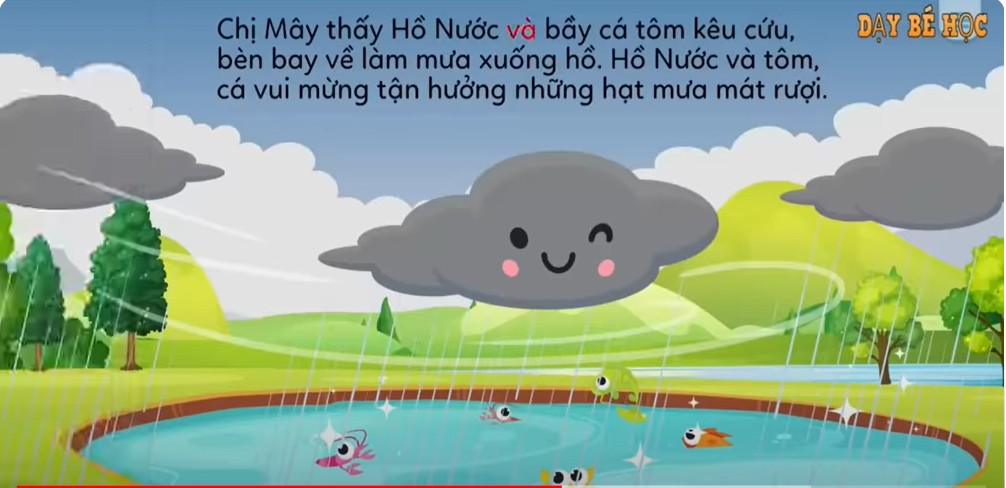 Chị Mây thấy Hồ Nước và bầy cá tôm kêu cứu,
bèn bay về làm mưa xuống hồ. Hồ Nước và tôm,
cá vui mừng tận hưởng những hạt mưa mát rượi.
DẠY BÉ HỌC